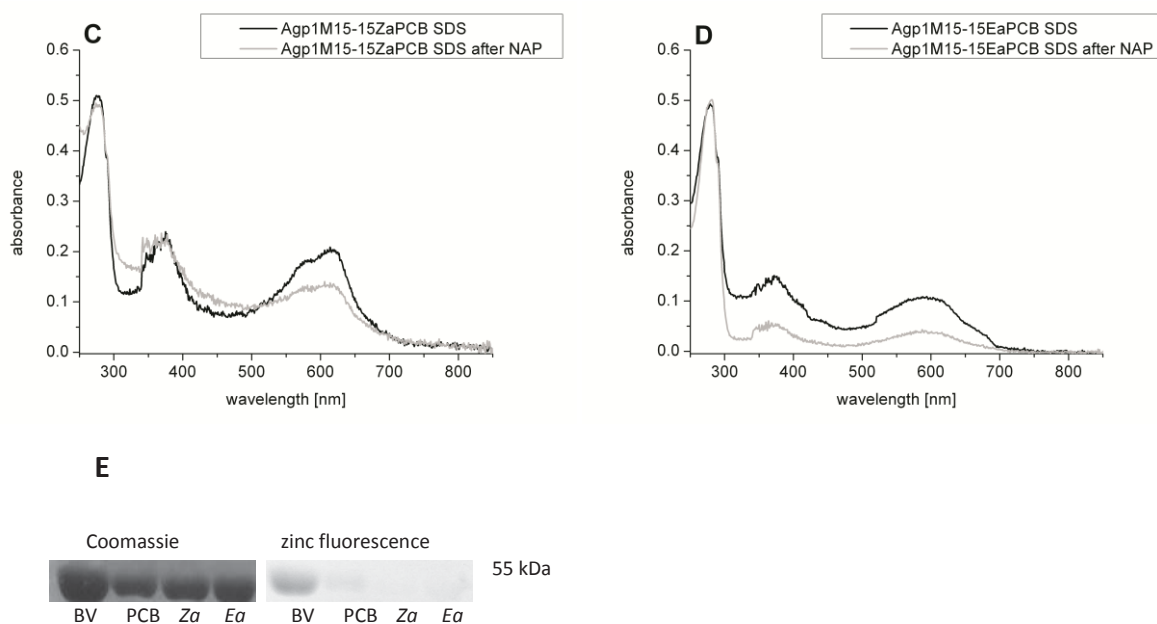 C
Agp1M15-15ZaPCB SDS
Agp1M15-15ZaPCB SDS after NAP
0.6
0.5
0.4
0.3
0.2
0.1
0.0
absorbance
300 400 500 600 700 800
wavelength [nm]
D
Agp1M15-15EaPCB SDS
Agp1M15-15EaPCB SDS after NAP
0.6
0.5
0.4
0.3
0.2
0.1
0.0
absorbance
300 400 500 600 700 800
wavelength [nm]
E
Coomassie zinc fluorescence
55 kDa
BV PCB Za Ea BV PCB Za Ea